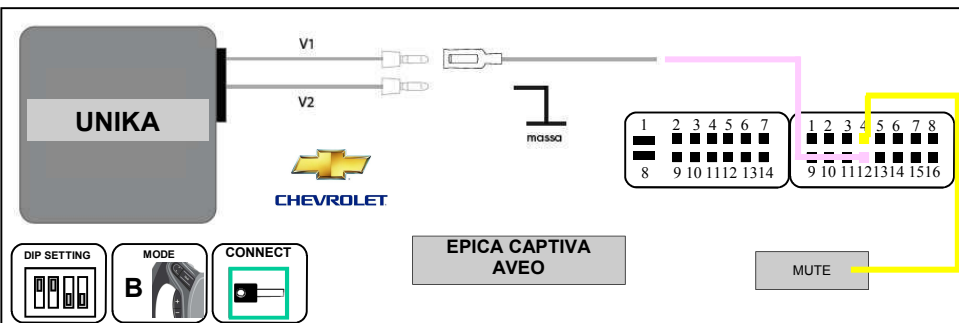 V1
V2
UNIKA
massa
CHEVROLET
1 2 3 4 5 6 7
8 9 10 11 12 13 14
1 2 3 4 5 6 7 8
9 10 11 12 13 14 15 16
EPICA CAPTIVA
AVEO
MUTE
DIP SETTING
MODE
B
CONNECT